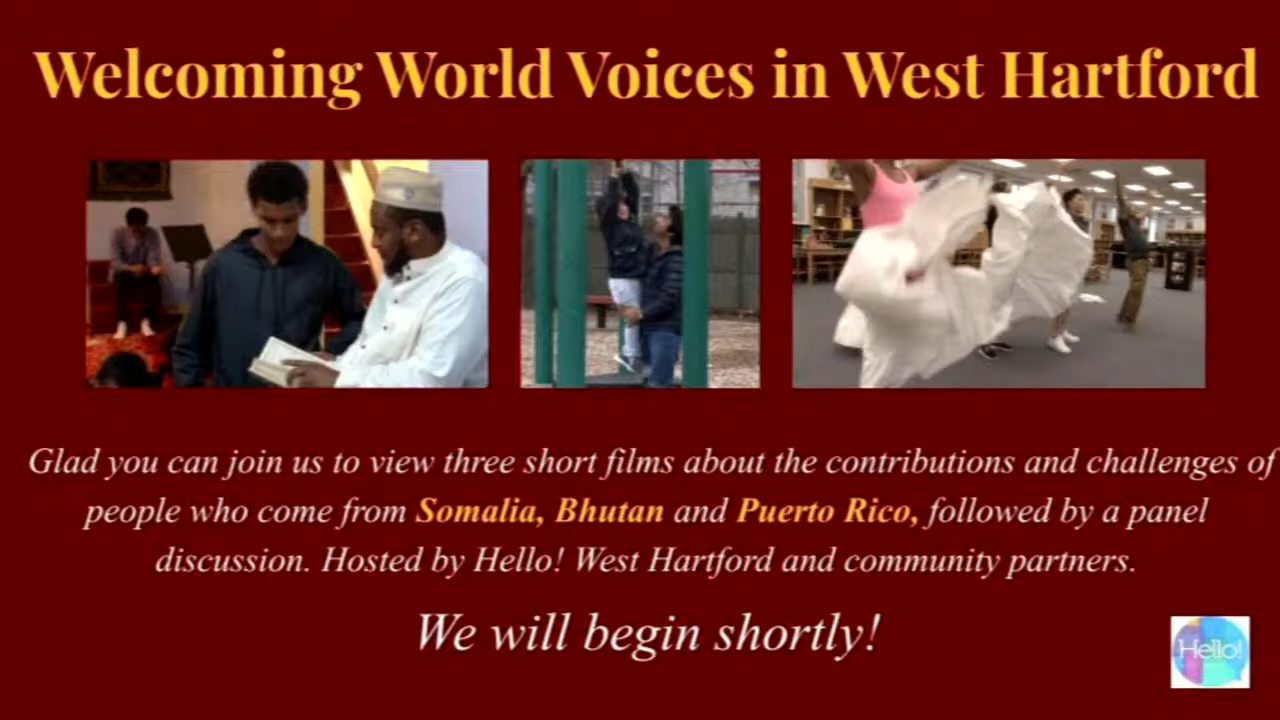 Welcoming World Voices in West Hartford
Glad you can join us to view three short films about the contributions and challenges of
people who come from Somalia, Bhutan and Puerto Rico, followed by a panel
discussion. Hosted by Hello! West Hartford and community partners.
We will begin shortly!
Hello!